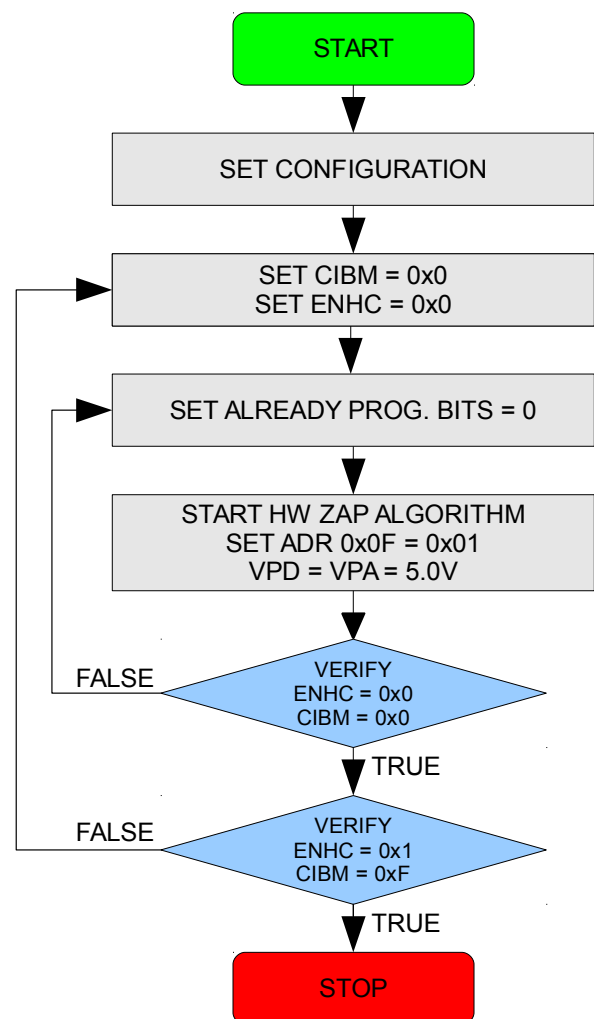 START
SET CONFIGURATION
SET CIBM = 0x0
SET ENHC = 0x0
SET ALREADY PROG. BITS = 0
START HW ZAP ALGORITHM
SET ADR 0x0F = 0x01
VPD = VPA = 5.0V
FALSE
VERIFY
ENHC = 0x0
CIBM = 0x0
TRUE
FALSE
VERIFY
ENHC = 0x1
CIBM = 0xF
TRUE
STOP